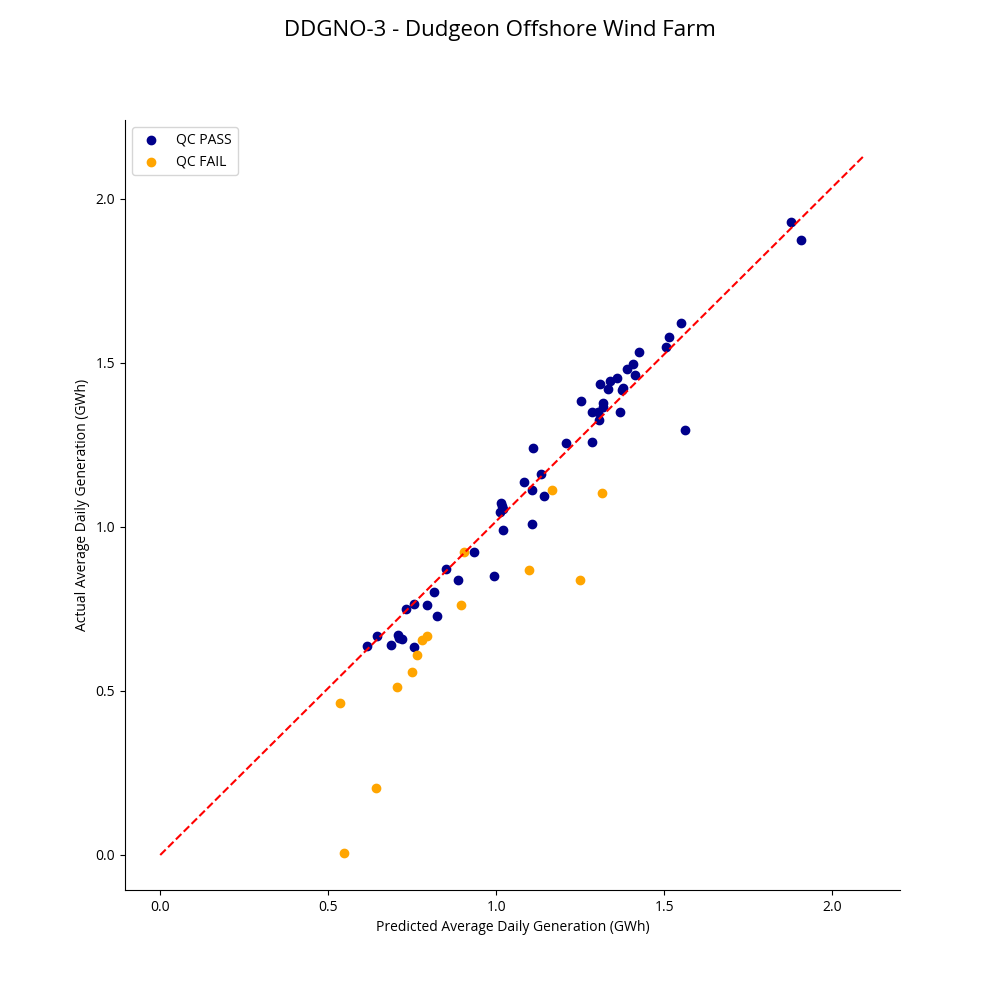 DDGNO-3 - Dudgeon Offshore Wind Farm
QC PASS
QC FAIL
2.0
1.5
1.0
0.5
0.0
Actual Average Daily Generation (GWh)
0.0 0.5 1.0 1.5 2.0
Predicted Average Daily Generation (GWh)